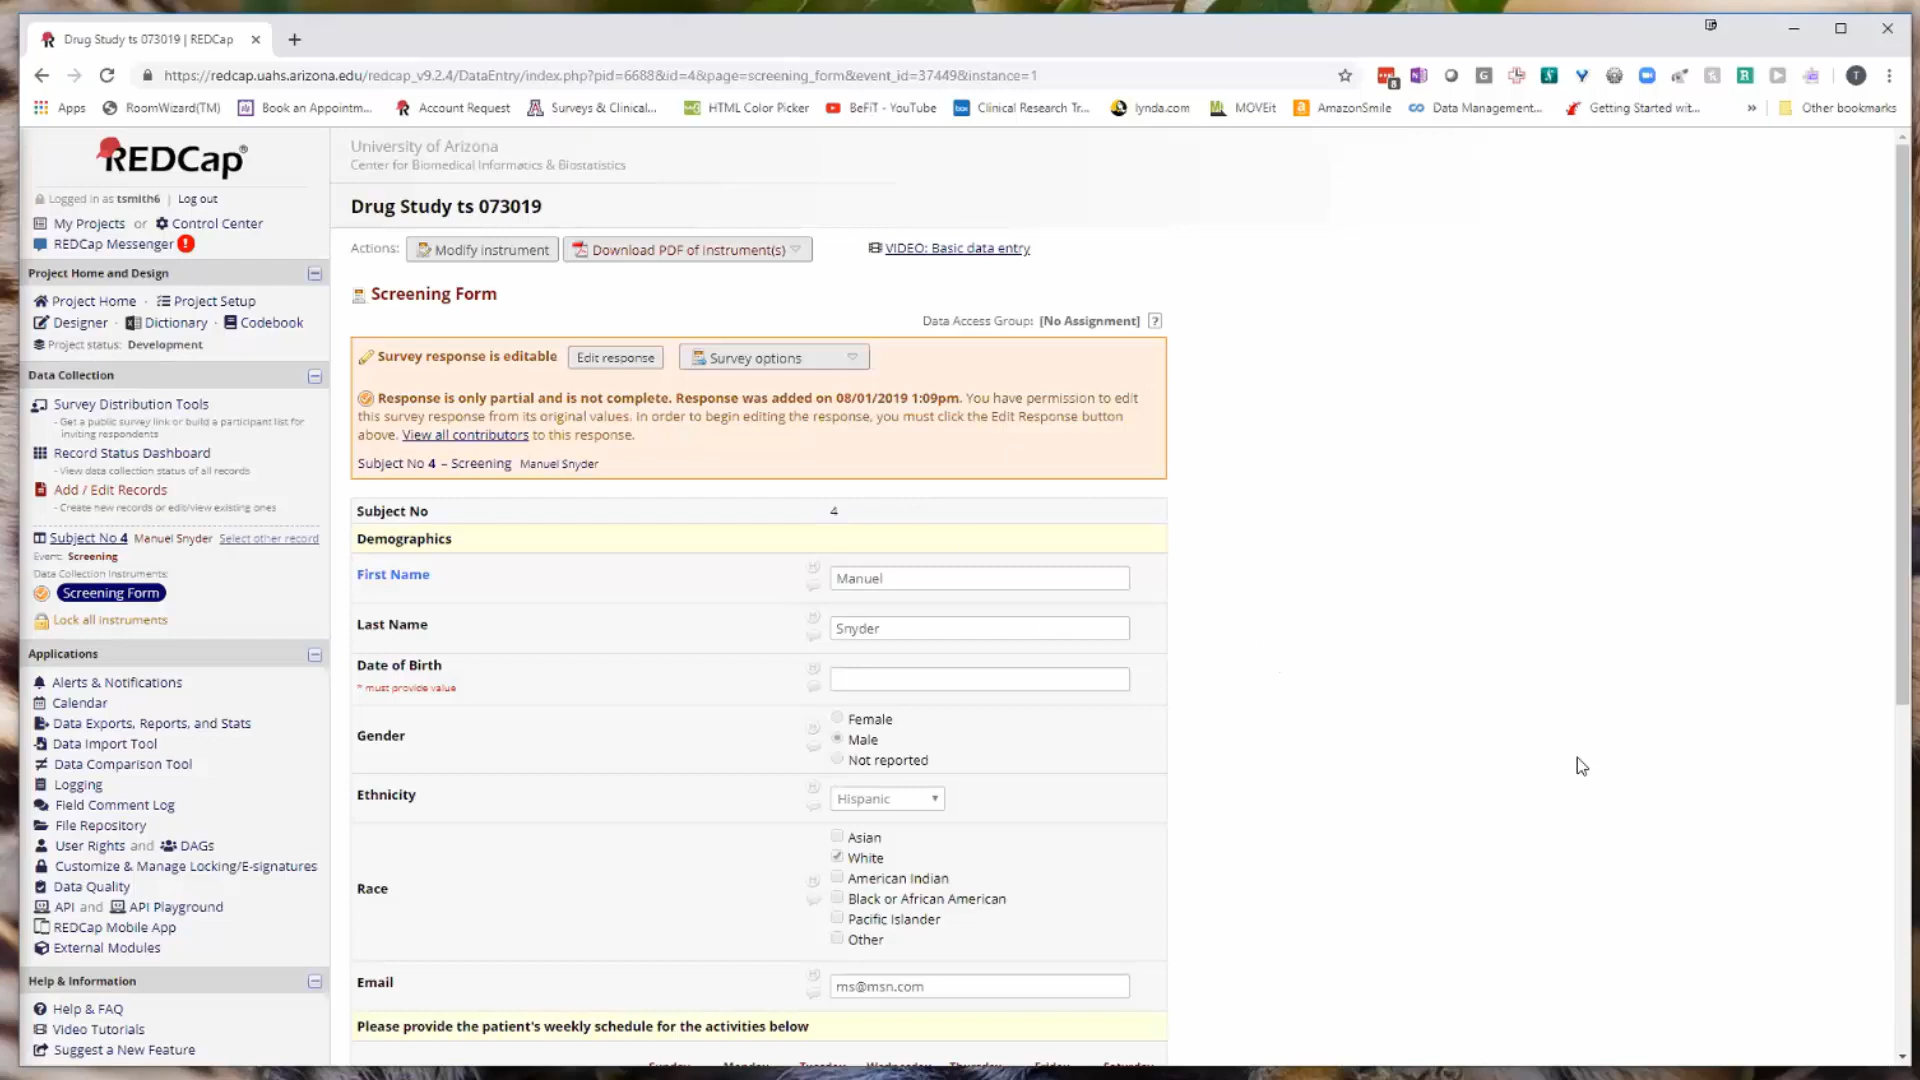 Drug Study ts 073019 | REDCap
https://redcap.uahs.arizona.edu/redcap_v9.2.4/DataEntry/index.php?pid=6688&id=4&page=screening_form&event_id=37449&instance=1
Apps RoomWizard(TM) Book an Appointm... Account Request Surveys & Clinical... HTML Color Picker BeFiT - YouTube Clinical Research Tr... lynda.com MOVEit AmazonSmile Data Management... Getting Started wit... » Other bookmarks
REDCap®
Logged in as tsmith6 | Log out
My Projects or Control Center
REDCap Messenger
Project Home and Design
Project Home · Project Setup
Designer · Dictionary · Codebook
Project status: Development
Data Collection
Survey Distribution Tools
- Get a public survey link or build a participant list for
inviting respondents
Record Status Dashboard
- View data collection status of all records
Add / Edit Records
- Create new records or edit/view existing ones
Subject No 4 Manuel Snyder Select other record
Event: Screening
Data Collection Instruments:
Screening Form
Lock all instruments
Applications
Alerts & Notifications
Calendar
Data Exports, Reports, and Stats
Data Import Tool
Data Comparison Tool
Logging
Field Comment Log
File Repository
User Rights and DAGs
Customize & Manage Locking/E-signatures
Data Quality
API and API Playground
REDCap Mobile App
External Modules
Help & Information
Help & FAQ
Video Tutorials
Suggest a New Feature
University of Arizona
Center for Biomedical Informatics & Biostatistics
Drug Study ts 073019
Actions: Modify instrument Download PDF of instrument(s) VIDEO: Basic data entry
Screening Form
Data Access Group: [No Assignment] ?
Survey response is editable Edit response Survey options
Response is only partial and is not complete. Response was added on 08/01/2019 1:09pm. You have permission to edit
this survey response from its original values. In order to begin editing the response, you must click the Edit Response button
above. View all contributors to this response.
Subject No 4 – Screening Manuel Snyder
Subject No 4
Demographics
First Name Manuel
Last Name Snyder
Date of Birth
* must provide value
Gender
Female
Male
Not reported
Ethnicity Hispanic
Race
Asian
White
American Indian
Black or African American
Pacific Islander
Other
Email ms@msn.com
Please provide the patient's weekly schedule for the activities below